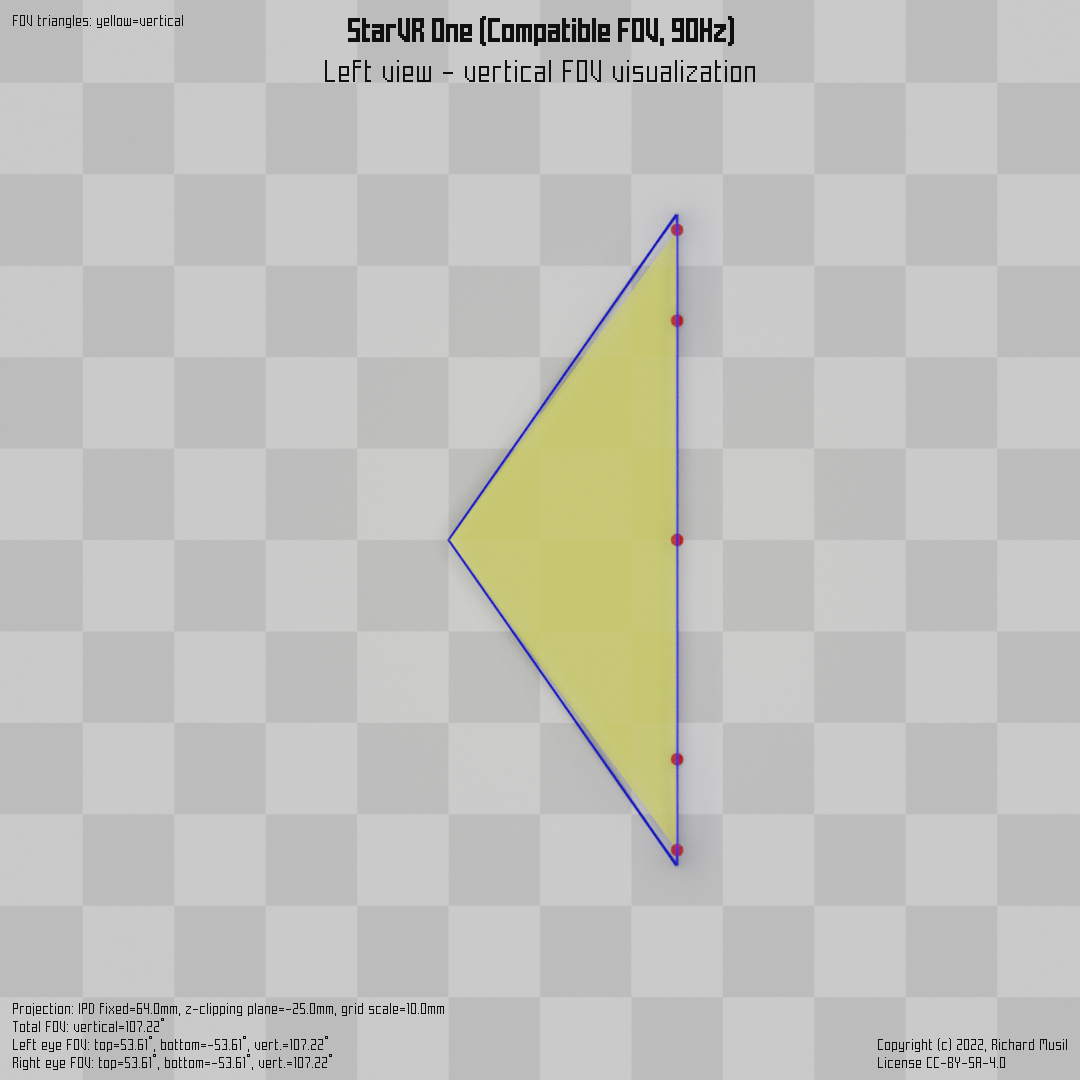 FOV triangles: yellow=vertical
StarVR One (Compatible FOV, 90Hz)
Left view - vertical FOV visualization
Projection: IPD fixed=64.0mm, z-clipping plane=-25.0mm, grid scale=10.0mm
Total FOV: vertical=107.22°
Left eye FOV: top=53.61°, bottom=-53.61°, vert.=107.22°
Right eye FOV: top=53.61°, bottom=-53.61°, vert.=107.22°
Copyright (c) 2022, Richard Musil
License CC-BY-SA-4.0